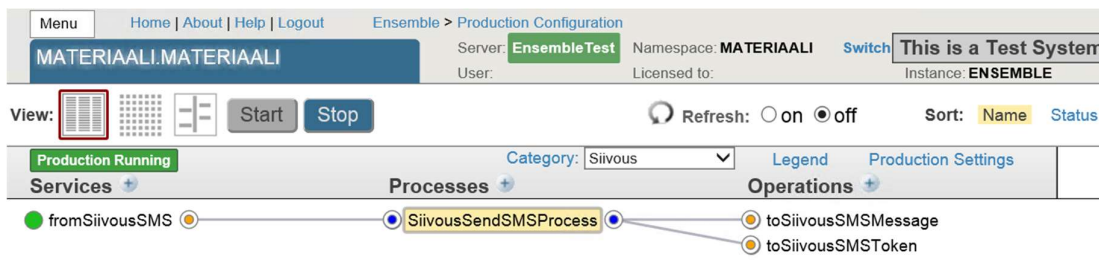 Menu Home | About | Help | Logout Ensemble > Production Configuration
MATERIAALI.MATERIAALI Server: EnsembleTest Namespace: MATERIAALI Switch This is a Test System
User: Licensed to: Instance: ENSEMBLE
View: Start Stop Refresh: on off Sort: Name Status
Production Running Category: Siivous Legend Production Settings
Services Processes Operations
fromSiivousSMS SiivousSendSMSProcess toSiivousSMSMessage
toSiivousSMSToken